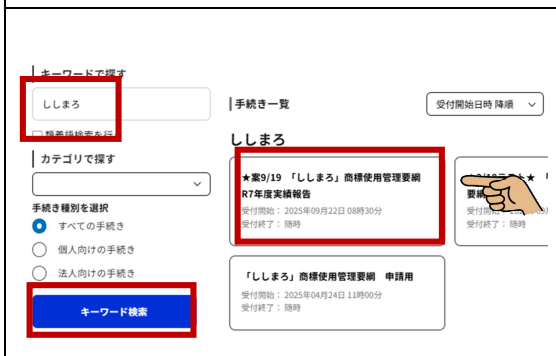 キーワードで探す
ししまろ
類義語検索を行
カテゴリで探す
手続き種別を選択
すべての手続き
個人向けの手続き
法人向けの手続き
キーワード検索
手続き一覧
受付開始日時 降順
ししまろ
★案9/19 「ししまろ」商標使用管理要綱
R7年度実績報告
受付開始： 2025年09月22日 08時30分
受付終了： 随時
要綱
受付開
受付終了： 随時
「ししまろ」商標使用管理要綱 申請用
受付開始： 2025年04月24日 11時00分
受付終了： 随時